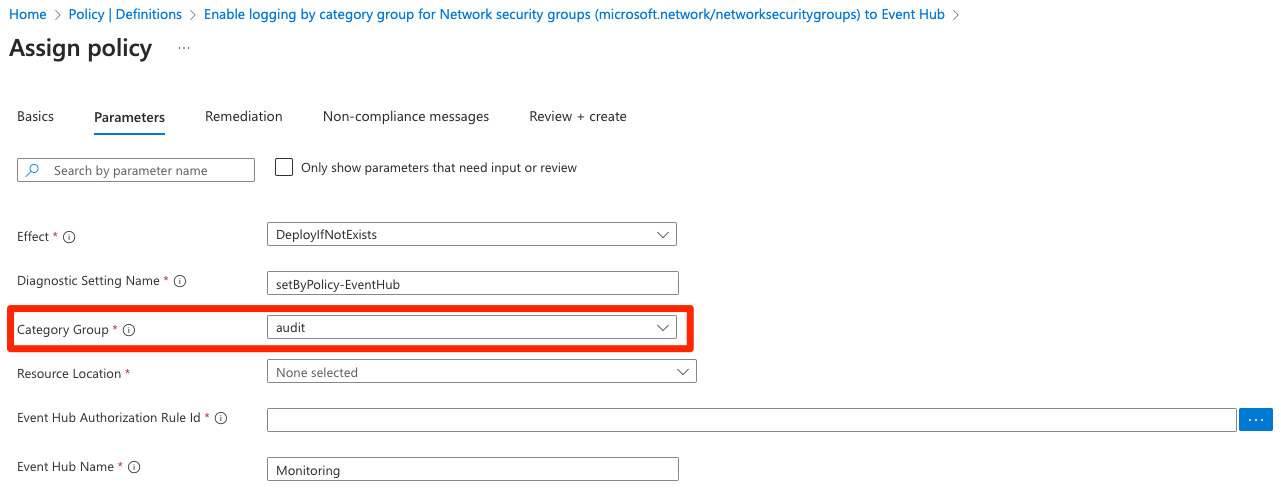 Home > Policy | Definitions > Enable logging by category group for Network security groups (microsoft.network/networksecuritygroups) to Event Hub >
Assign policy ...
Basics Parameters Remediation Non-compliance messages Review + create
Search by parameter name Only show parameters that need input or review
Effect * DeployIfNotExists
Diagnostic Setting Name * setByPolicy-EventHub
Category Group * audit
Resource Location * None selected
Event Hub Authorization Rule Id * ...
Event Hub Name * Monitoring